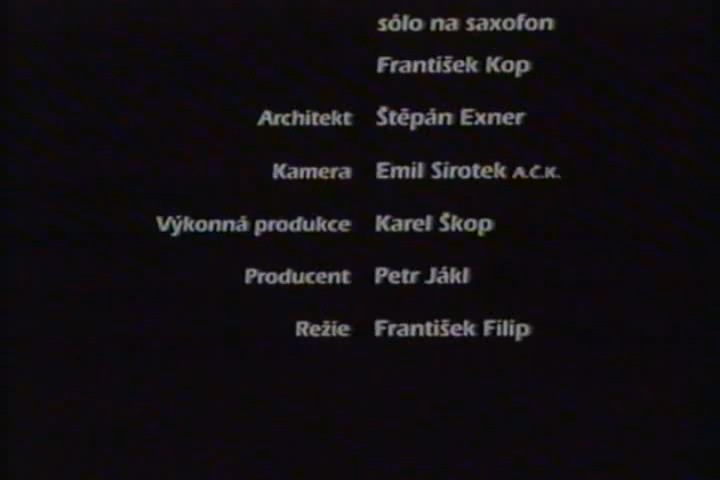 sólo na saxofon
František Kop
Architekt Štěpán Exner
Kamera Emil Sirotek A.Č.K.
Výkonná produkce Karel Škop
Producent Petr Jákl
Režie František Filip